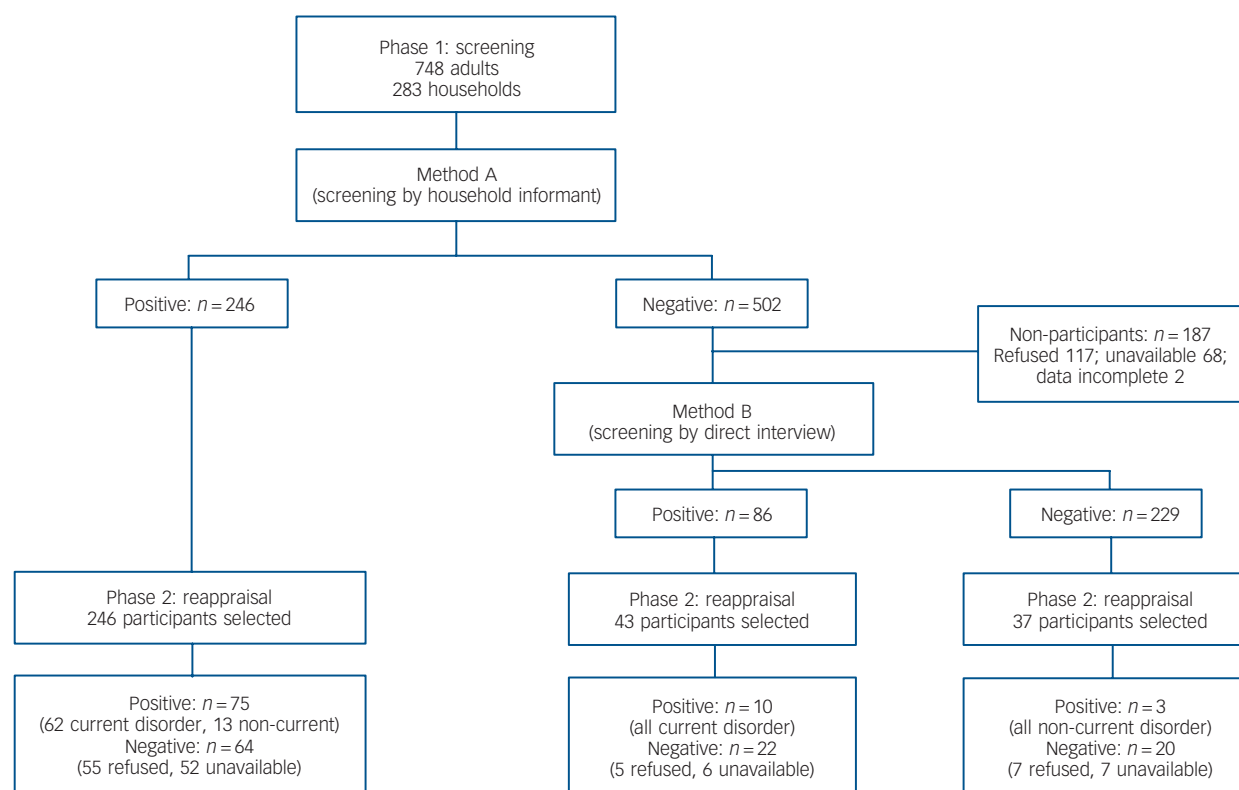 Phase 1: screening
748 adults
283 households
Method A
(screening by household informant)
Positive: n = 246
Negative: n = 502
Non-participants: n = 187
Refused 117; unavailable 68;
data incomplete 2
Method B
(screening by direct interview)
Positive: n = 86
Negative: n = 229
Phase 2: reappraisal
246 participants selected
Phase 2: reappraisal
43 participants selected
Phase 2: reappraisal
37 participants selected
Positive: n = 75
(62 current disorder, 13 non-current)
Negative: n = 64
(55 refused, 52 unavailable)
Positive: n = 10
(all current disorder)
Negative: n = 22
(5 refused, 6 unavailable)
Positive: n = 3
(all non-current disorder)
Negative: n = 20
(7 refused, 7 unavailable)